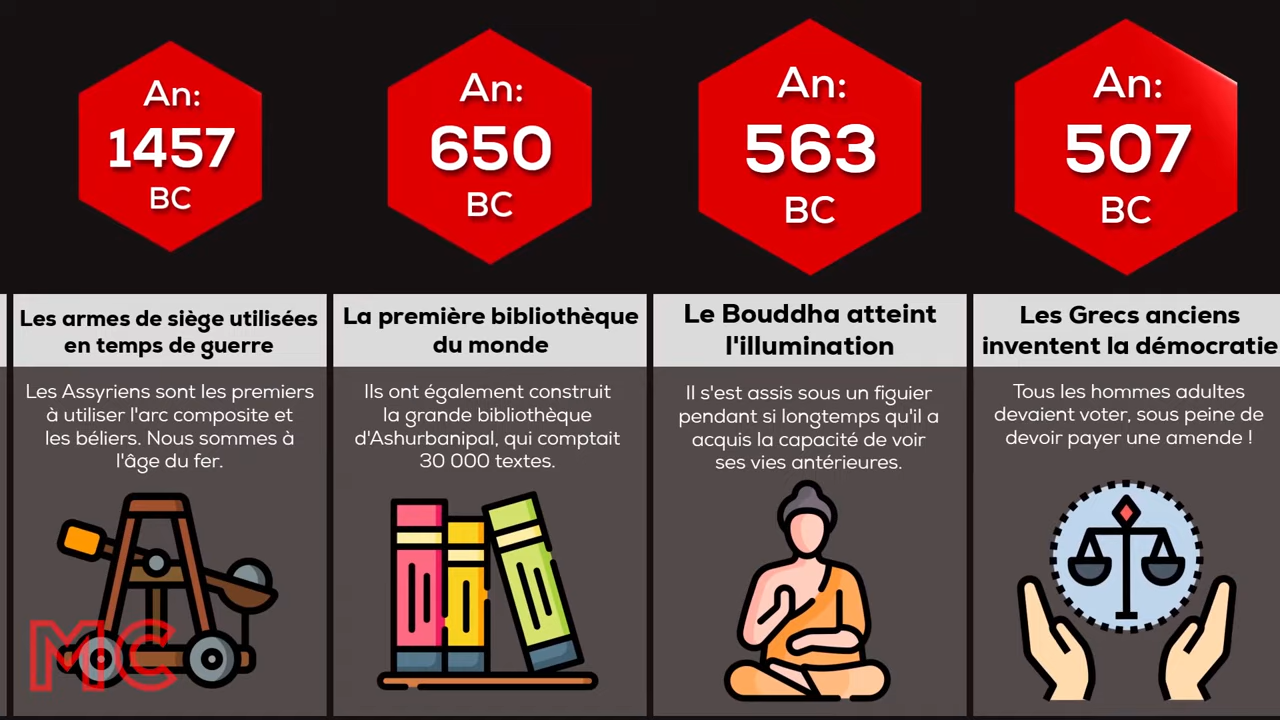 An:
1457
BC
An:
650
BC
An:
563
BC
An:
507
BC
Les armes de siège utilisées
en temps de guerre
Les Assyriens sont les premiers
à utiliser l'arc composite et
les béliers. Nous sommes à
l'âge du fer.
La première bibliothèque
du monde
Ils ont également construit
la grande bibliothèque
d'Ashurbanipal, qui comptait
30 000 textes.
Le Bouddha atteint
l'illumination
Il s'est assis sous un figuier
pendant si longtemps qu'il a
acquis la capacité de voir
ses vies antérieures.
Les Grecs anciens
inventent la démocratie
Tous les hommes adultes
devaient voter, sous peine de
devoir payer une amende !
MC